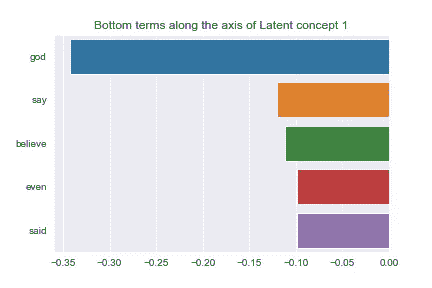 Bottom terms along the axis of Latent concept 1
god
say
believe
even
said
−0.35 −0.30 −0.25 −0.20 −0.15 −0.10 −0.05 0.00